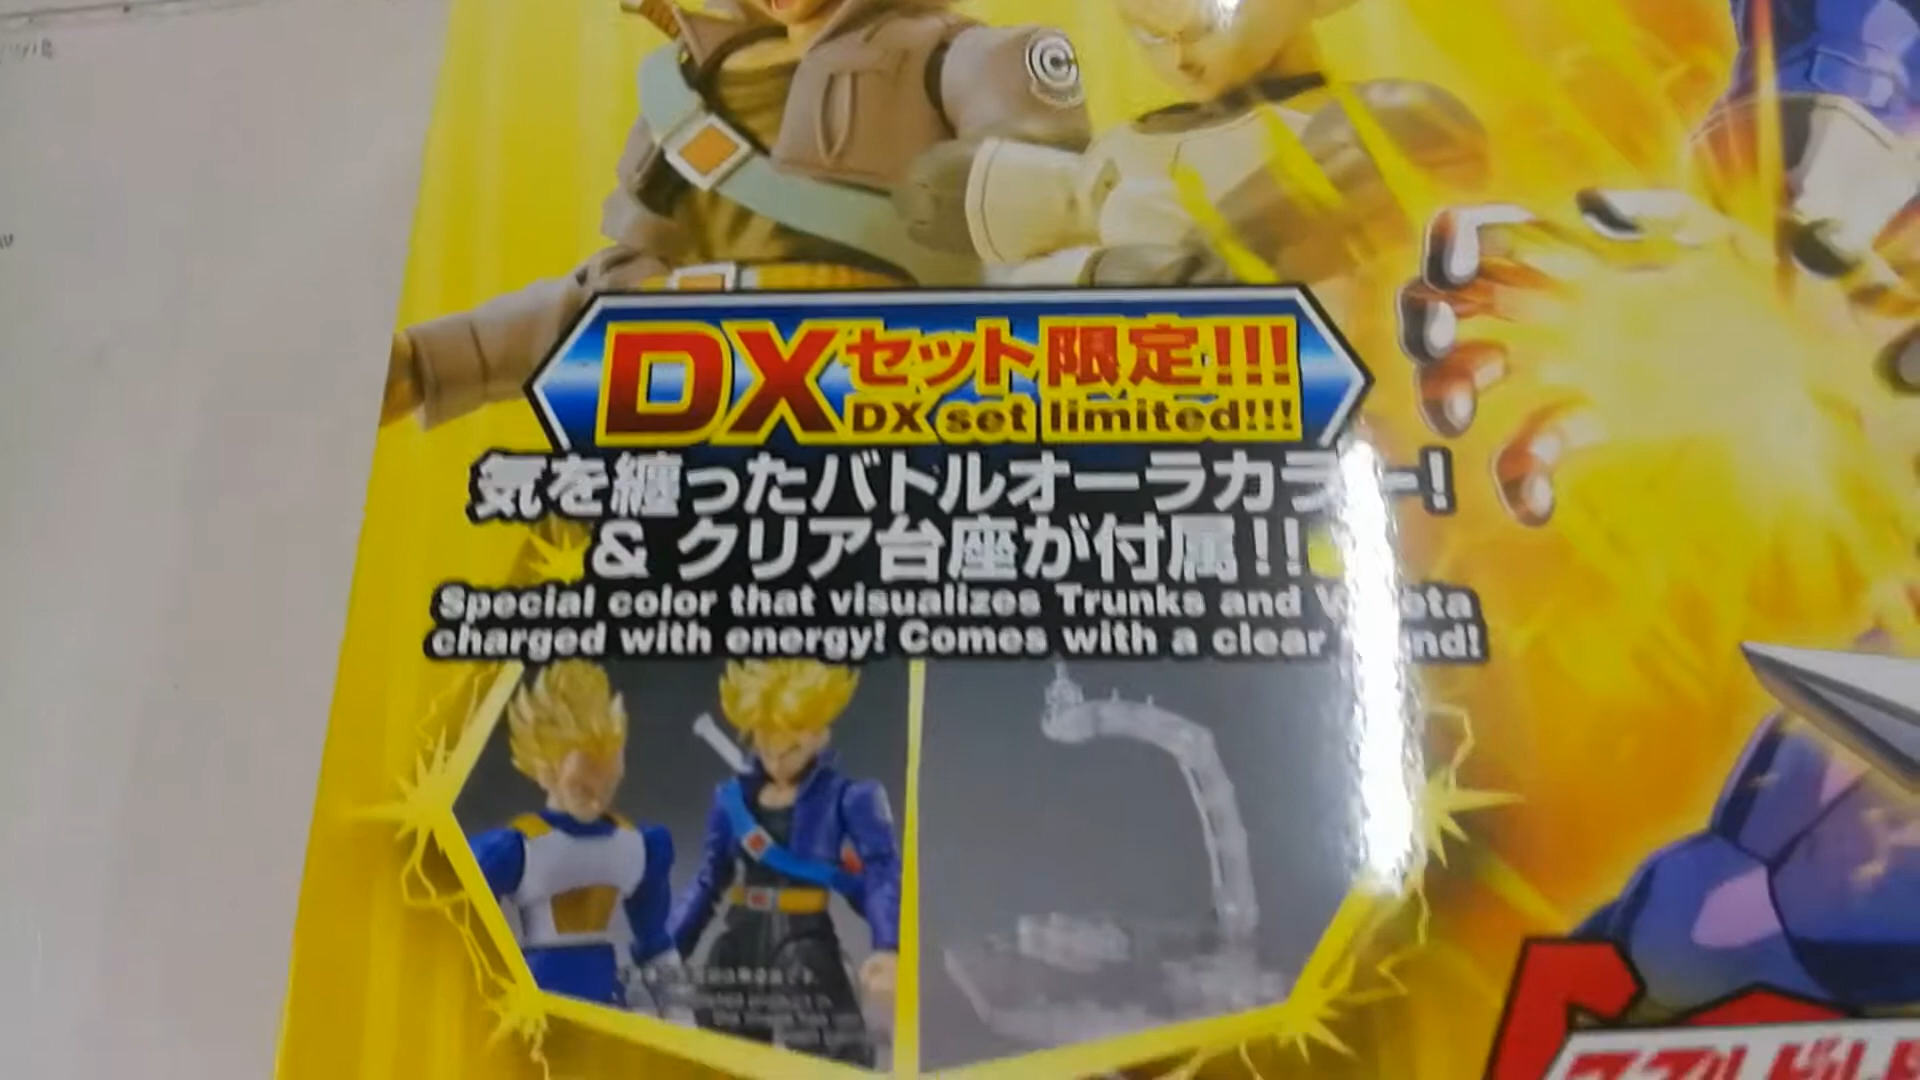 DXセット限定!!!
DX set limited!!!
気を纏ったバトルオーラカラー!
& クリア台座が付属!!
Special color that visualizes Trunks and
charged with energy! Comes with a clear